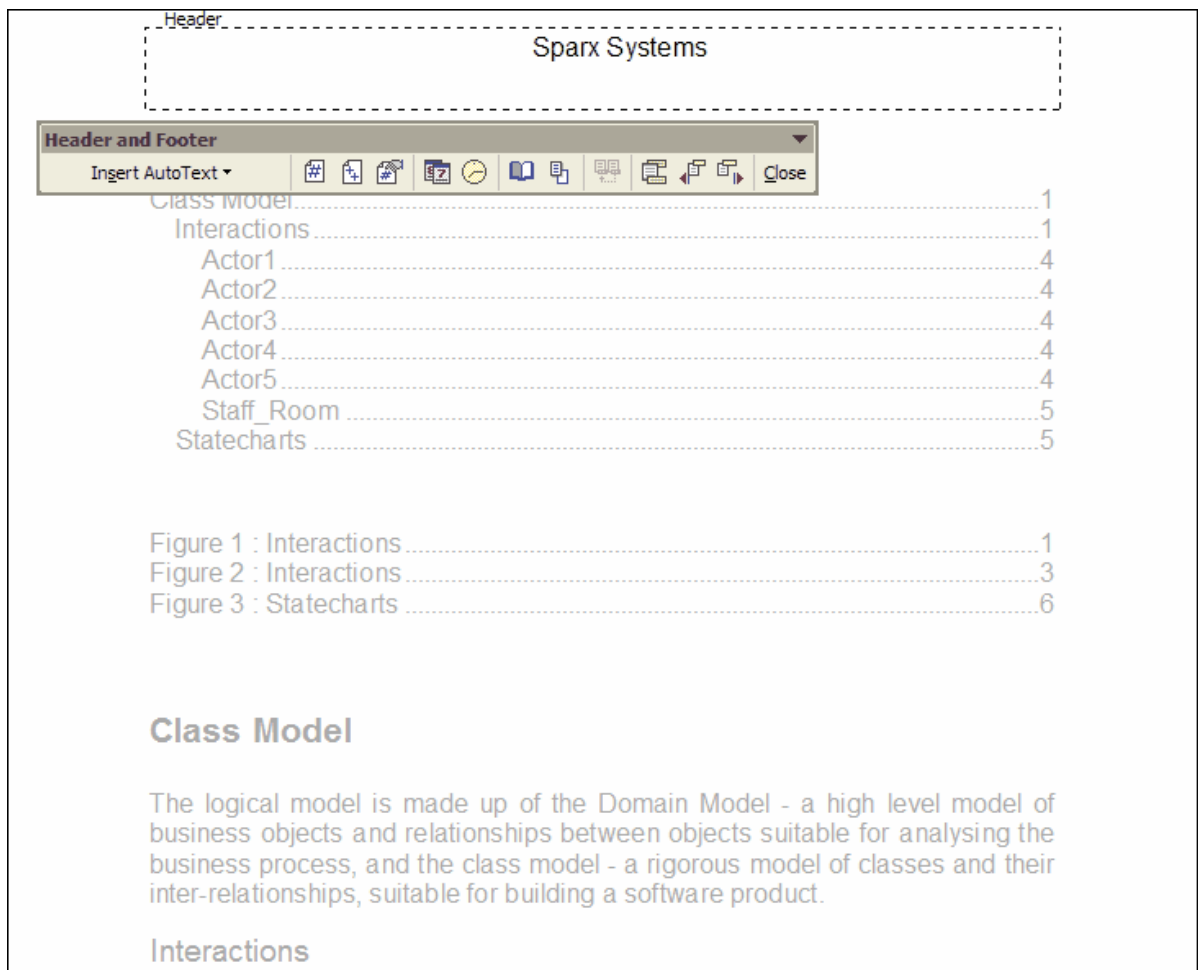 Header
Sparx Systems
Header and Footer
Insert AutoText Close
Class Model 1
Interactions 1
Actor1 4
Actor2 4
Actor3 4
Actor4 4
Actor5 4
Staff_Room 5
Statecharts 5
Figure 1 : Interactions 1
Figure 2 : Interactions 3
Figure 3 : Statecharts 6
Class Model
The logical model is made up of the Domain Model - a high level model of
business objects and relationships between objects suitable for analysing the
business process, and the class model - a rigorous model of classes and their
inter-relationships, suitable for building a software product.
Interactions